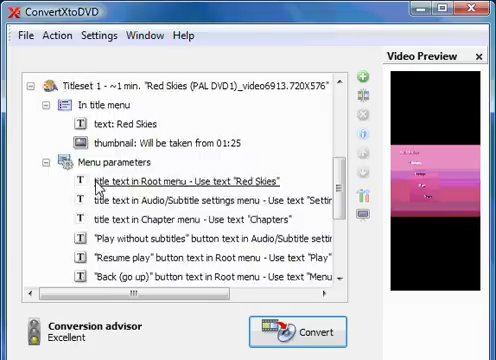 ConvertXtoDVD
File Action Settings Window Help
Video Preview
Titleset 1 - ~1 min. "Red Skies (PAL DVD1)_video6913.720X576"
In title menu
text: Red Skies
thumbnail: Will be taken from 01:25
Menu parameters
title text in Root menu - Use text "Red Skies"
title text in Audio/Subtitle settings menu - Use text "Settin
title text in Chapter menu - Use text "Chapters"
"Play without subtitles" button text in Audio/Subtitle settin
"Resume play" button text in Root menu - Use text "Play"
"Back (go up)" button text in Root menu - Use text "Menu
Conversion advisor
Excellent
Convert